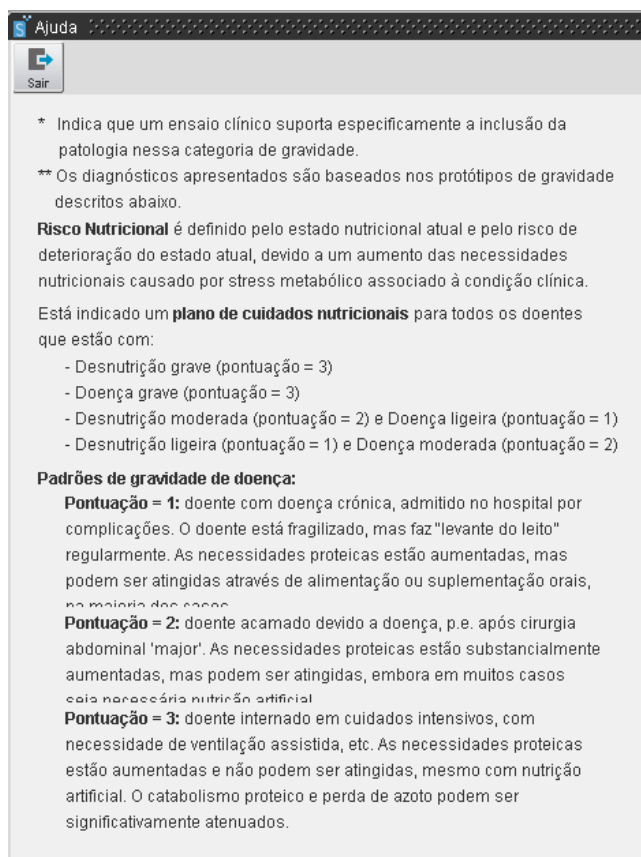 Ajuda
Sair
* Indica que um ensaio clínico suporta especificamente a inclusão da
patologia nessa categoria de gravidade.
** Os diagnósticos apresentados são baseados nos protótipos de gravidade
descritos abaixo.
Risco Nutricional é definido pelo estado nutricional atual e pelo risco de
deterioração do estado atual, devido a um aumento das necessidades
nutricionais causado por stress metabólico associado à condição clínica.
Está indicado um plano de cuidados nutricionais para todos os doentes
que estão com:
- Desnutrição grave (pontuação = 3)
- Doença grave (pontuação = 3)
- Desnutrição moderada (pontuação = 2) e Doença ligeira (pontuação = 1)
- Desnutrição ligeira (pontuação = 1) e Doença moderada (pontuação = 2)
Padrões de gravidade de doença:
Pontuação = 1: doente com doença crónica, admitido no hospital por
complicações. O doente está fragilizado, mas faz "levante do leito"
regularmente. As necessidades proteicas estão aumentadas, mas
podem ser atingidas através de alimentação ou suplementação orais,
na maioria dos casos
Pontuação = 2: doente acamado devido a doença, p.e. após cirurgia
abdominal 'major'. As necessidades proteicas estão substancialmente
aumentadas, mas podem ser atingidas, embora em muitos casos
seja necessária nutrição artificial
Pontuação = 3: doente internado em cuidados intensivos, com
necessidade de ventilação assistida, etc. As necessidades proteicas
estão aumentadas e não podem ser atingidas, mesmo com nutrição
artificial. O catabolismo proteico e perda de azoto podem ser
significativamente atenuados.